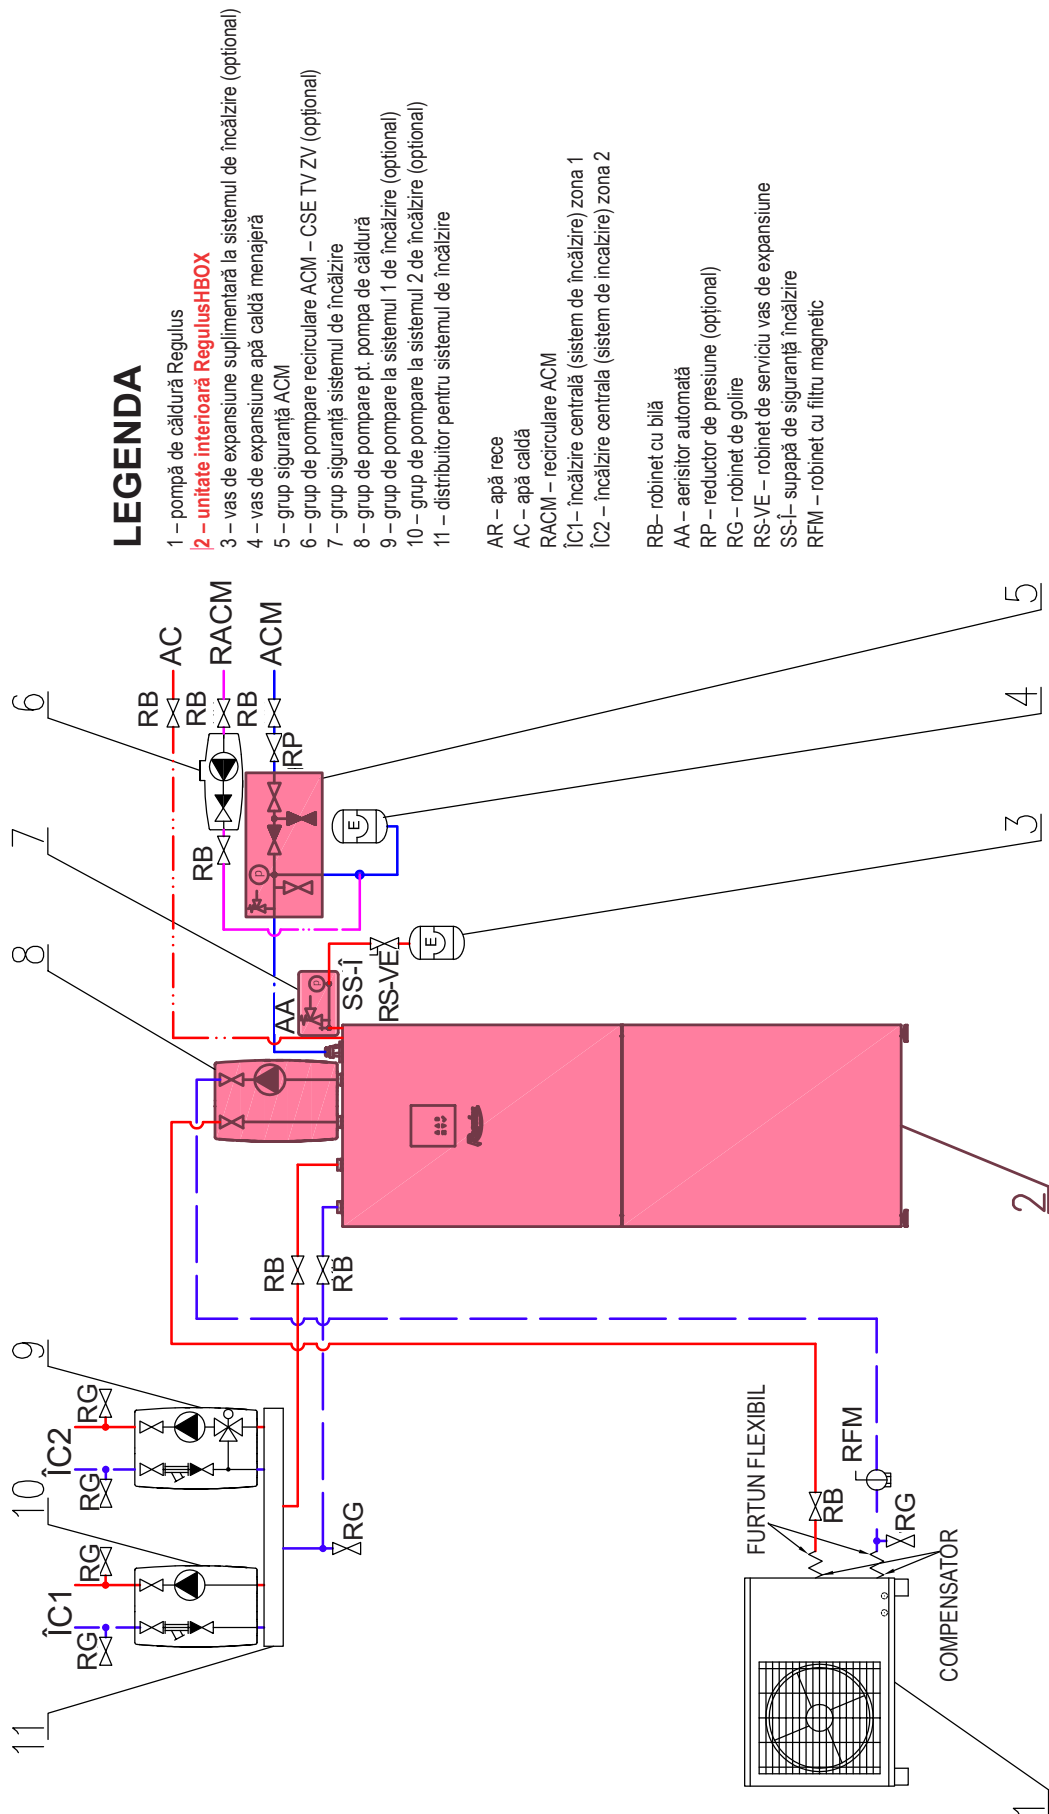 LEGENDA
1 – pompă de căldură Regulus
2 – unitate interioară RegulusHBOX
3 – vas de expansiune suplimentară la sistemul de încălzire (optional)
4 – vas de expansiune apă caldă menajeră
5 – grup siguranță ACM
6 – grup de pompare recirculare ACM – CSE TV ZV (opțional)
7 – grup siguranță sistemul de încălzire
8 – grup de pompare pt. pompa de căldură
9 – grup de pompare la sistemul 1 de încălzire (optional)
10 – grup de pompare la sistemul 2 de încălzire (optional)
11 – distribuitor pentru sistemul de încălzire
AR – apă rece
AC – apă caldă
RACM – recirculare ACM
ÎC1– încălzire centrală (sistem de încălzire) zona 1
ÎC2 – încălzire centrala (sistem de incalzire) zona 2
RB– robinet cu bilă
AA – aerisitor automată
RP – reductor de presiune (opțional)
RG – robinet de golire
RS-VE – robinet de serviciu vas de expansiune
SS-Î– supapă de siguranță încălzire
RFM – robinet cu filtru magnetic
11
10
9
8
7
6
ÎC1
ÎC2
RG
RG
RG
RG
RG
RB
RB
AC
RACM
ACM
RB
RB
RB
RB
RP
p
E
AA
p
SS-Î
RS-VE
E
5
4
3
2
1
FURTUN FLEXIBIL
RB
RFM
RG
COMPENSATOR